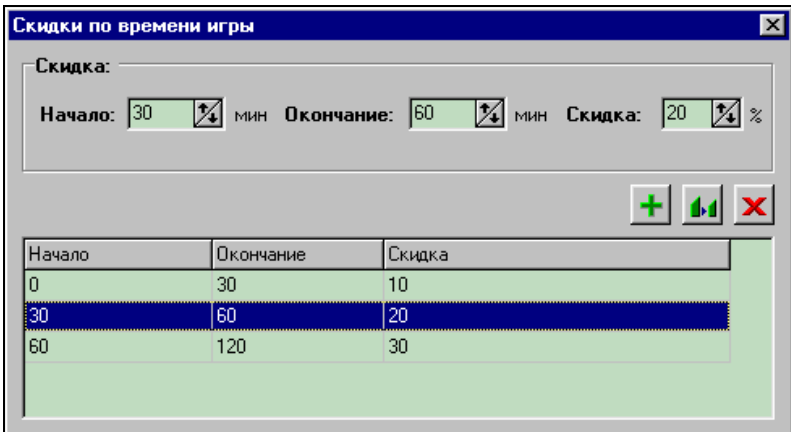 Скидки по времени игры
Скидка:
Начало: 30 мин Окончание: 60 мин Скидка: 20 %
Начало Окончание Скидка
0 30 10
30 60 20
60 120 30